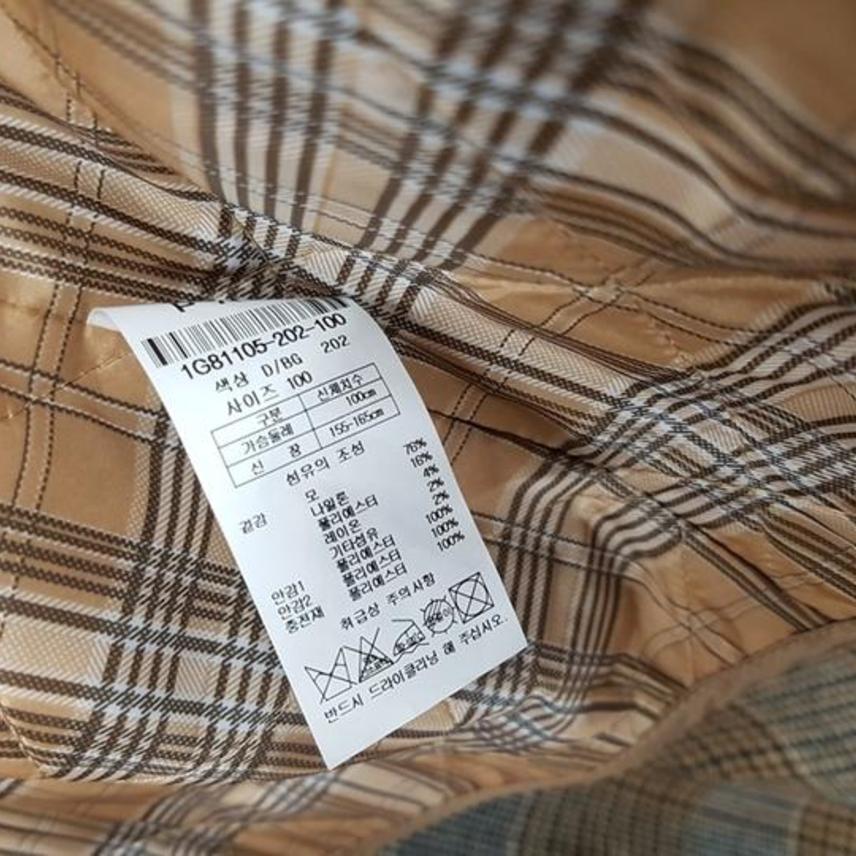 1G81105-202-100
색상 D/BG 202
사이즈 100
구분 신체치수
가슴둘레 100cm
신 장 155-165cm
섬유의 조성
겉감 모 76%
나일론 16%
폴리에스터 4%
레이온 2%
기타섬유 2%
안감1 폴리에스터 100%
안감2 폴리에스터 100%
충전재 폴리에스터 100%
취급상 주의사항
반드시 드라이클리닝 해 주십시오.